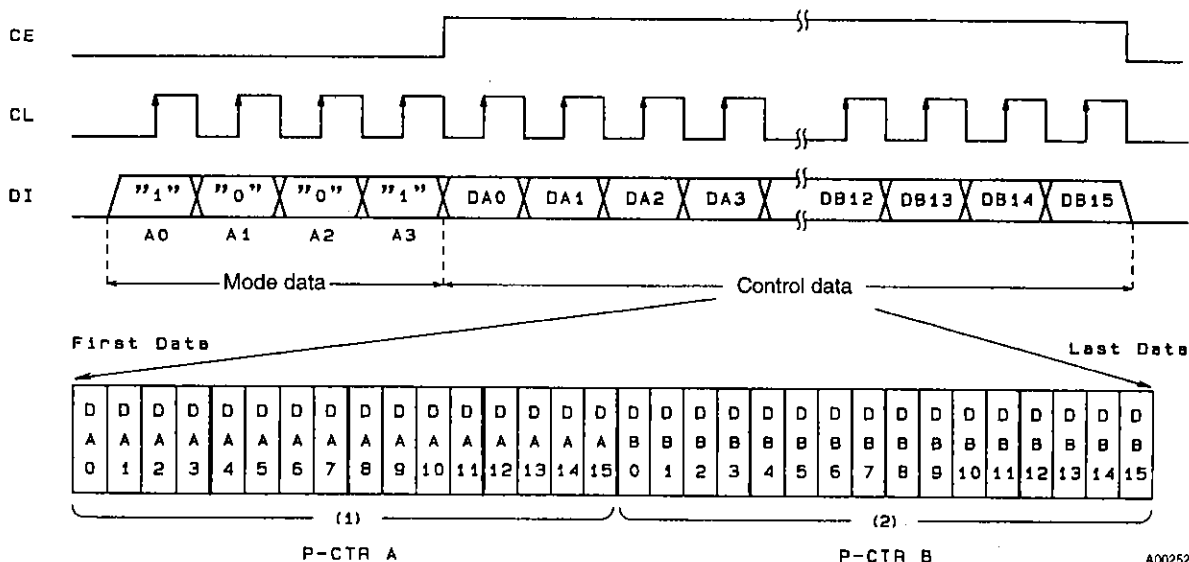 CE
CL
DI "1" "0" "0" "1" DA0 DA1 DA2 DA3 DB12 DB13 DB14 DB15
A0 A1 A2 A3
Mode data Control data
First Data Last Data
D D D D D D D D D D D D D D D D D D D D D D D D D D D D D D D D
A A A A A A A A A A A A A A A A B B B B B B B B B B B B B B B B
0 1 2 3 4 5 6 7 8 9 10 11 12 13 14 15 0 1 2 3 4 5 6 7 8 9 10 11 12 13 14 15
(1) (2)
P-CTR A P-CTR B
A00252